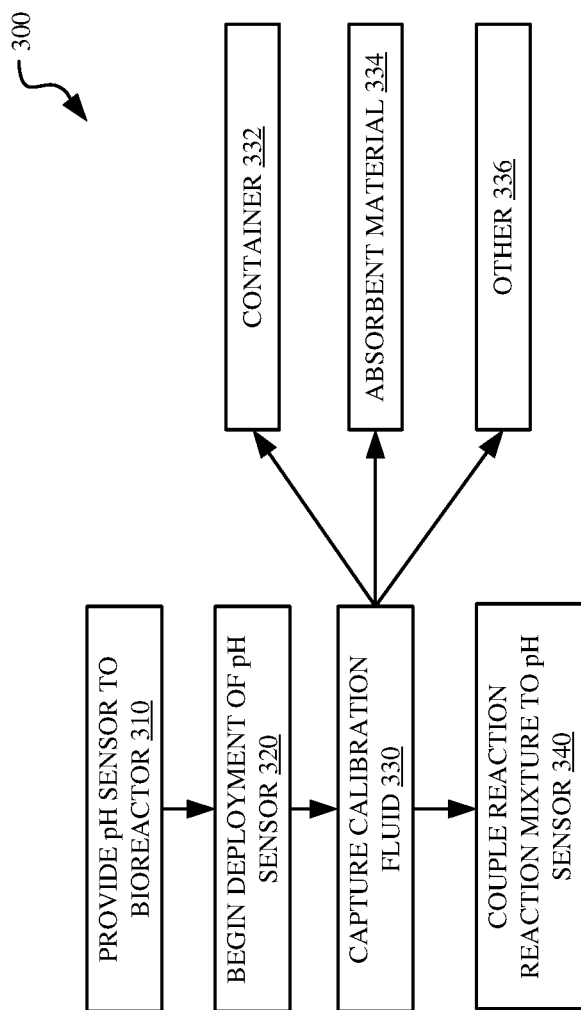 300
PROVIDE pH SENSOR TO
BIOREACTOR 310
BEGIN DEPLOYMENT OF pH
SENSOR 320
CAPTURE CALIBRATION
FLUID 330
CONTAINER 332
ABSORBENT MATERIAL 334
OTHER 336
COUPLE REACTION
REACTION MIXTURE TO pH
SENSOR 340